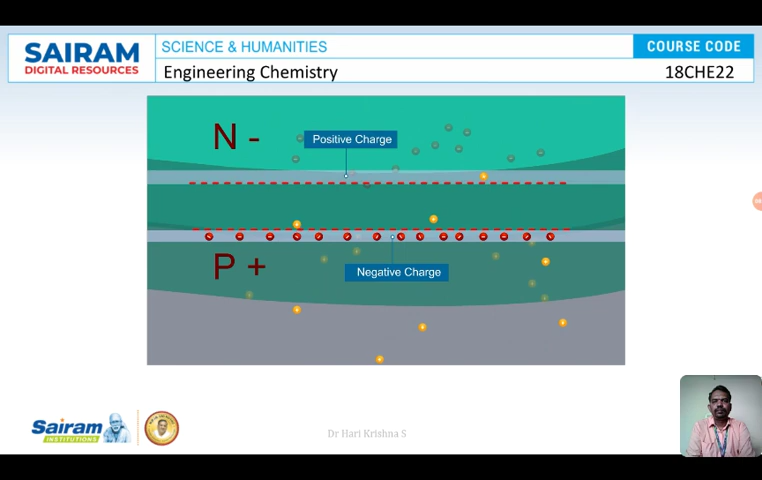 SAIRAM
DIGITAL RESOURCES
SCIENCE & HUMANITIES
COURSE CODE
Engineering Chemistry
18CHE22
N -
Positive Charge
P +
Negative Charge
Sairam
INSTITUTIONS
Dr Hari Krishna S